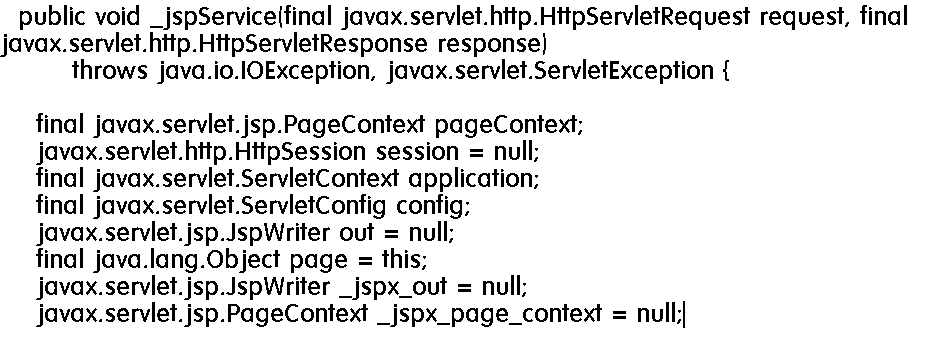 public void _jspService(final javax.servlet.http.HttpServletRequest request, final
javax.servlet.http.HttpServletResponse response)
throws java.io.IOException, javax.servlet.ServletException {
final javax.servlet.jsp.PageContext pageContext;
javax.servlet.http.HttpSession session = null;
final javax.servlet.ServletContext application;
final javax.servlet.ServletConfig config;
javax.servlet.jsp.JspWriter out = null;
final java.lang.Object page = this;
javax.servlet.jsp.JspWriter _jspx_out = null;
javax.servlet.jsp.PageContext _jspx_page_context = null;